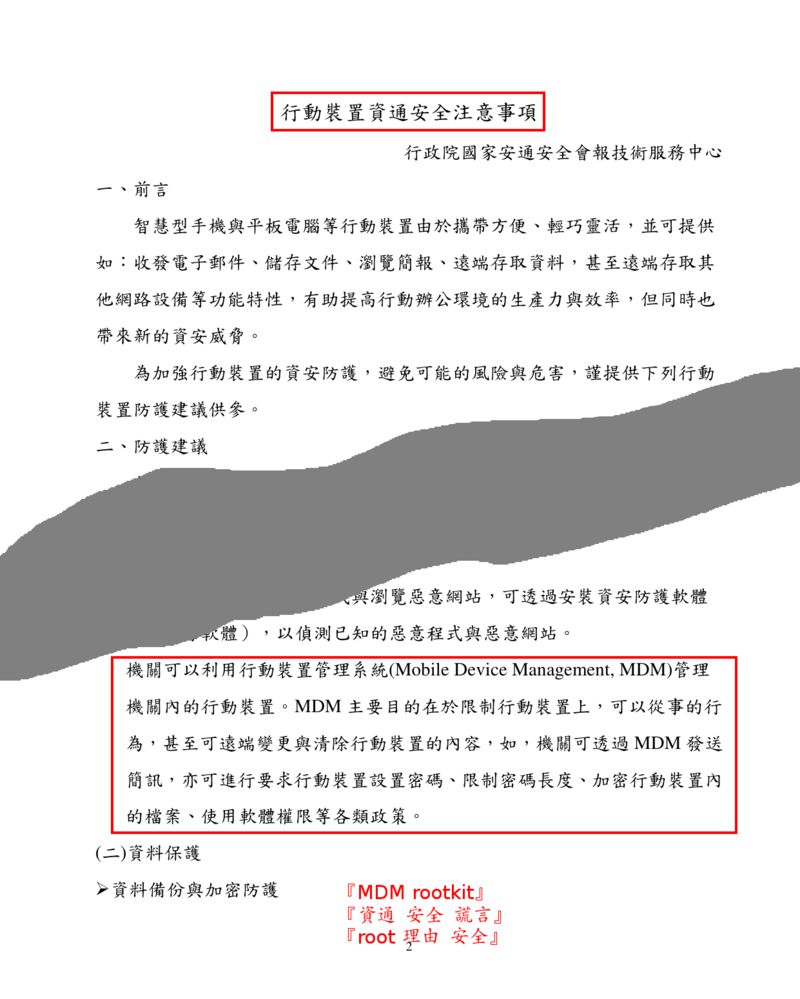 行動裝置資通安全注意事項
行政院國家安通安全會報技術服務中心
一、前言
智慧型手機與平板電腦等行動裝置由於攜帶方便、輕巧靈活，並可提供
如：收發電子郵件、儲存文件、瀏覽簡報、遠端存取資料，甚至遠端存取其
他網路設備等功能特性，有助提高行動辦公環境的生產力與效率，但同時也
帶來新的資安威脅。
為加強行動裝置的資安防護，避免可能的風險與危害，謹提供下列行動
裝置防護建議供參。
二、防護建議
與瀏覽惡意網站，可透過安裝資安防護軟體
軟體），以偵測已知的惡意程式與惡意網站。
機關可以利用行動裝置管理系統(Mobile Device Management, MDM)管理
機關內的行動裝置。MDM 主要目的在於限制行動裝置上，可以從事的行
為，甚至可遠端變更與清除行動裝置的內容，如，機關可透過 MDM 發送
簡訊，亦可進行要求行動裝置設置密碼、限制密碼長度、加密行動裝置內
的檔案、使用軟體權限等各類政策。
(二)資料保護
➢資料備份與加密防護
『MDM rootkit』
『資通 安全 謊言』
『root 理由 安全』
2